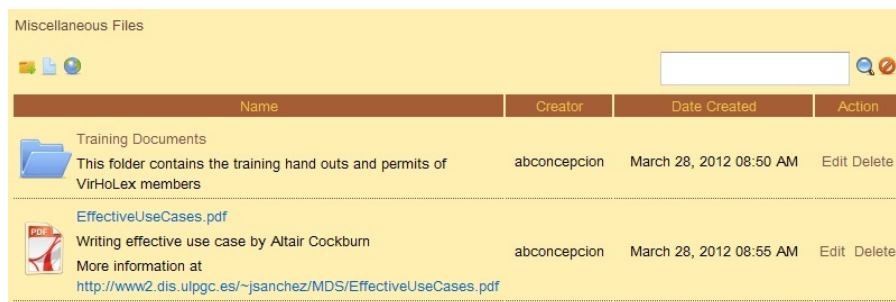 Miscellaneous Files
Name Creator Date Created Action
Training Documents
This folder contains the training hand outs and permits of
VirHoLex members
abconcepcion March 28, 2012 08:50 AM Edit Delete
EffectiveUseCases.pdf
PDF
Writing effective use case by Altair Cockburn
More information at
http://www2.dis.ulpgc.es/~jsanchez/MDS/EffectiveUseCases.pdf
abconcepcion March 28, 2012 08:55 AM Edit Delete